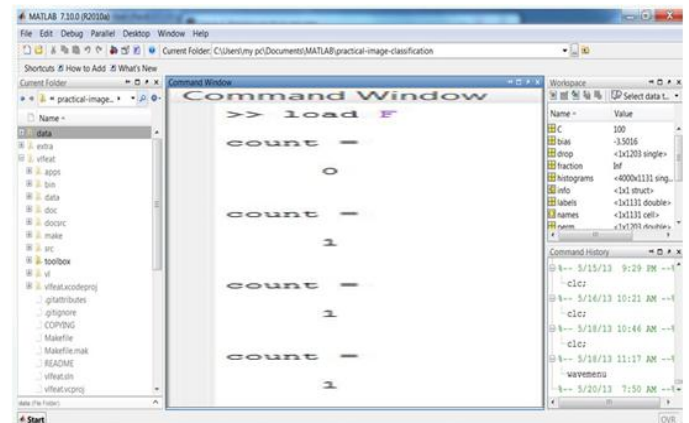 MATLAB 7.10.0 (R2010a)
File Edit Debug Parallel Desktop Window Help
Current Folder: C:\Users\my pc\Documents\MATLAB\practical-image-classification
Shortcuts How to Add What's New
Current Folder
practical-image..
Name
data
extra
vlfeat
apps
bin
data
doc
docsrc
make
src
toolbox
vl
vlfeat.xcodeproj
.gitattributes
.gitignore
COPYING
Makefile
Makefile.mak
README
vlfeat.sln
vlfeat.vcproj
data (File Folder)
Start
Command Window
Command Window
>> load F
count =
0
count =
1
count =
1
count =
1
Workspace
Select data t...
Name Value
C 100
bias -3.5016
drop <1x1203 single>
fraction Inf
histograms <4000x1131 sing...
info <1x1 struct>
labels <1x1131 double>
names <1x1131 cell>
perm <1x1203 double>
Command History
%-- 5/15/13 9:29 PM --%
clc;
%-- 5/16/13 10:21 AM --%
clc;
%-- 5/18/13 10:46 AM --%
clc;
%-- 5/18/13 11:17 AM --%
wavemenu
%-- 5/20/13 7:50 AM --%
OVR